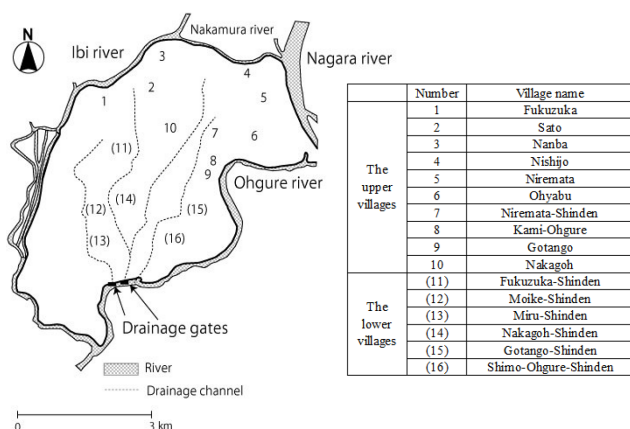 N
Ibi river
Nakamura river
Nagara river
Ohgure river
1
2
3
4
5
6
7
8
9
10
(11)
(12)
(13)
(14)
(15)
(16)
Drainage gates
River
Drainage channel
0 3 km
Number Village name
The upper villages
1 Fukuzuka
2 Sato
3 Nanba
4 Nishijo
5 Niremata
6 Ohyabu
7 Niremata-Shinden
8 Kami-Ohgure
9 Gotango
10 Nakagoh
The lower villages
(11) Fukuzuka-Shinden
(12) Moike-Shinden
(13) Miru-Shinden
(14) Nakagoh-Shinden
(15) Gotango-Shinden
(16) Shimo-Ohgure-Shinden